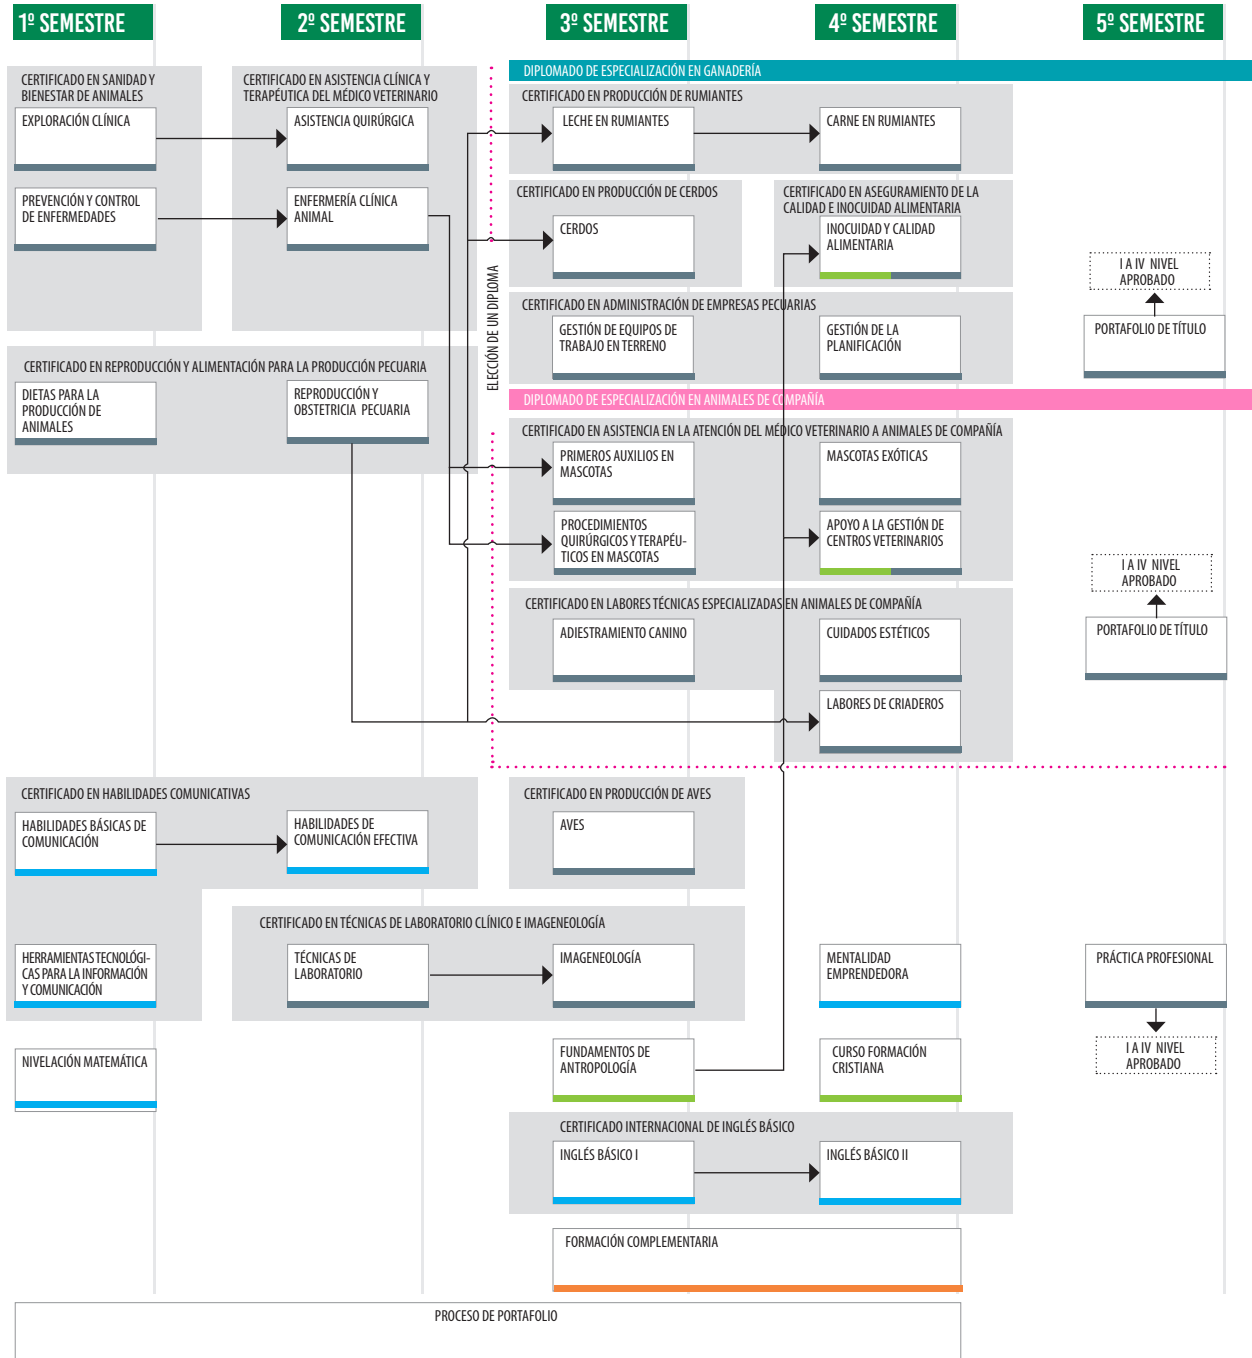 1º SEMESTRE
2º SEMESTRE
3º SEMESTRE
4º SEMESTRE
5º SEMESTRE
CERTIFICADO EN SANIDAD Y
BIENESTAR DE ANIMALES
EXPLORACIÓN CLÍNICA
PREVENCIÓN Y CONTROL
DE ENFERMEDADES
CERTIFICADO EN ASISTENCIA CLÍNICA Y
TERAPÉUTICA DEL MÉDICO VETERINARIO
ASISTENCIA QUIRÚRGICA
ENFERMERÍA CLÍNICA
ANIMAL
CERTIFICADO EN REPRODUCCIÓN Y ALIMENTACIÓN PARA LA PRODUCCIÓN PECUARIA
DIETAS PARA LA
PRODUCCIÓN DE
ANIMALES
REPRODUCCIÓN Y
OBSTETRICIA PECUARIA
ELECCIÓN DE UN DIPLOMA
DIPLOMADO DE ESPECIALIZACIÓN EN GANADERÍA
CERTIFICADO EN PRODUCCIÓN DE RUMIANTES
LECHE EN RUMIANTES
CARNE EN RUMIANTES
CERTIFICADO EN PRODUCCIÓN DE CERDOS
CERDOS
CERTIFICADO EN ASEGURAMIENTO DE LA
CALIDAD E INOCUIDAD ALIMENTARIA
INOCUIDAD Y CALIDAD
ALIMENTARIA
CERTIFICADO EN ADMINISTRACIÓN DE EMPRESAS PECUARIAS
GESTIÓN DE EQUIPOS DE
TRABAJO EN TERRENO
GESTIÓN DE LA
PLANIFICACIÓN
I A IV NIVEL
APROBADO
PORTAFOLIO DE TÍTULO
DIPLOMADO DE ESPECIALIZACIÓN EN ANIMALES DE COMPAÑÍA
CERTIFICADO EN ASISTENCIA EN LA ATENCIÓN DEL MÉDICO VETERINARIO A ANIMALES DE COMPAÑÍA
PRIMEROS AUXILIOS EN
MASCOTAS
MASCOTAS EXÓTICAS
PROCEDIMIENTOS
QUIRÚRGICOS Y TERAPÉU-
TICOS EN MASCOTAS
APOYO A LA GESTIÓN DE
CENTROS VETERINARIOS
CERTIFICADO EN LABORES TÉCNICAS ESPECIALIZADAS EN ANIMALES DE COMPAÑÍA
ADIESTRAMIENTO CANINO
CUIDADOS ESTÉTICOS
LABORES DE CRIADEROS
I A IV NIVEL
APROBADO
PORTAFOLIO DE TÍTULO
CERTIFICADO EN HABILIDADES COMUNICATIVAS
HABILIDADES BÁSICAS DE
COMUNICACIÓN
HABILIDADES DE
COMUNICACIÓN EFECTIVA
CERTIFICADO EN PRODUCCIÓN DE AVES
AVES
HERRAMIENTAS TECNOLÓGI-
CAS PARA LA INFORMACIÓN
Y COMUNICACIÓN
CERTIFICADO EN TÉCNICAS DE LABORATORIO CLÍNICO E IMAGENEOLOGÍA
TÉCNICAS DE
LABORATORIO
IMAGENEOLOGÍA
MENTALIDAD
EMPRENDEDORA
PRÁCTICA PROFESIONAL
I A IV NIVEL
APROBADO
NIVELACIÓN MATEMÁTICA
FUNDAMENTOS DE
ANTROPOLOGÍA
CURSO FORMACIÓN
CRISTIANA
CERTIFICADO INTERNACIONAL DE INGLÉS BÁSICO
INGLÉS BÁSICO I
INGLÉS BÁSICO II
FORMACIÓN COMPLEMENTARIA
PROCESO DE PORTAFOLIO